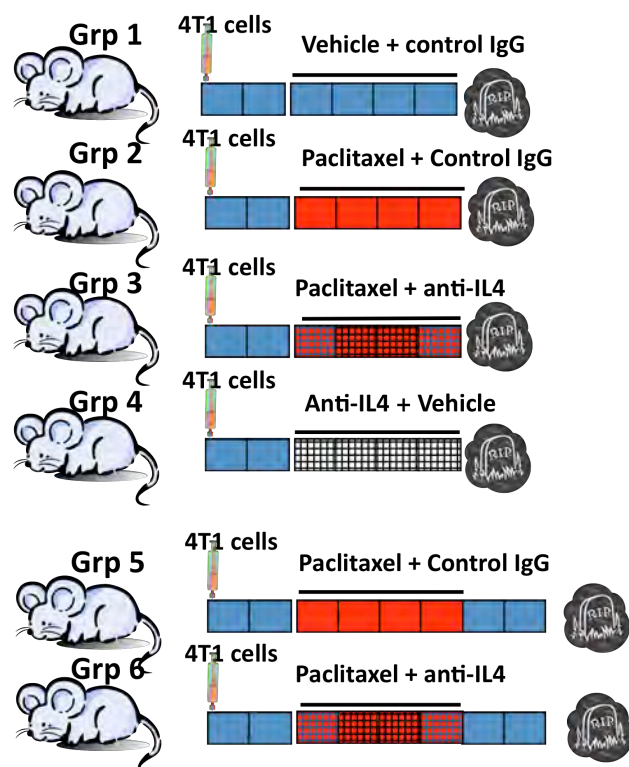 Grp 1
4T1 cells
Vehicle + control IgG
RIP
Grp 2
4T1 cells
Paclitaxel + Control IgG
RIP
Grp 3
4T1 cells
Paclitaxel + anti-IL4
RIP
Grp 4
4T1 cells
Anti-IL4 + Vehicle
RIP
Grp 5
4T1 cells
Paclitaxel + Control IgG
RIP
Grp 6
4T1 cells
Paclitaxel + anti-IL4
RIP